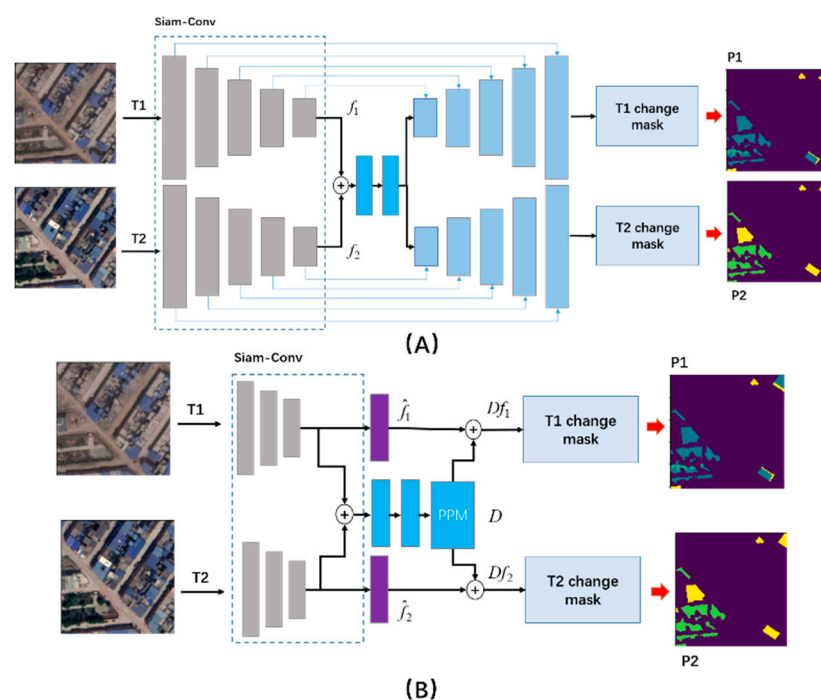 Siam-Conv
P1
T1
f1
T1 change
mask
T2
f2
T2 change
mask
P2
(A)
Siam-Conv
P1
T1
f̂1
Df1
T1 change
mask
PPM
D
T2
f̂2
Df2
T2 change
mask
P2
(B)